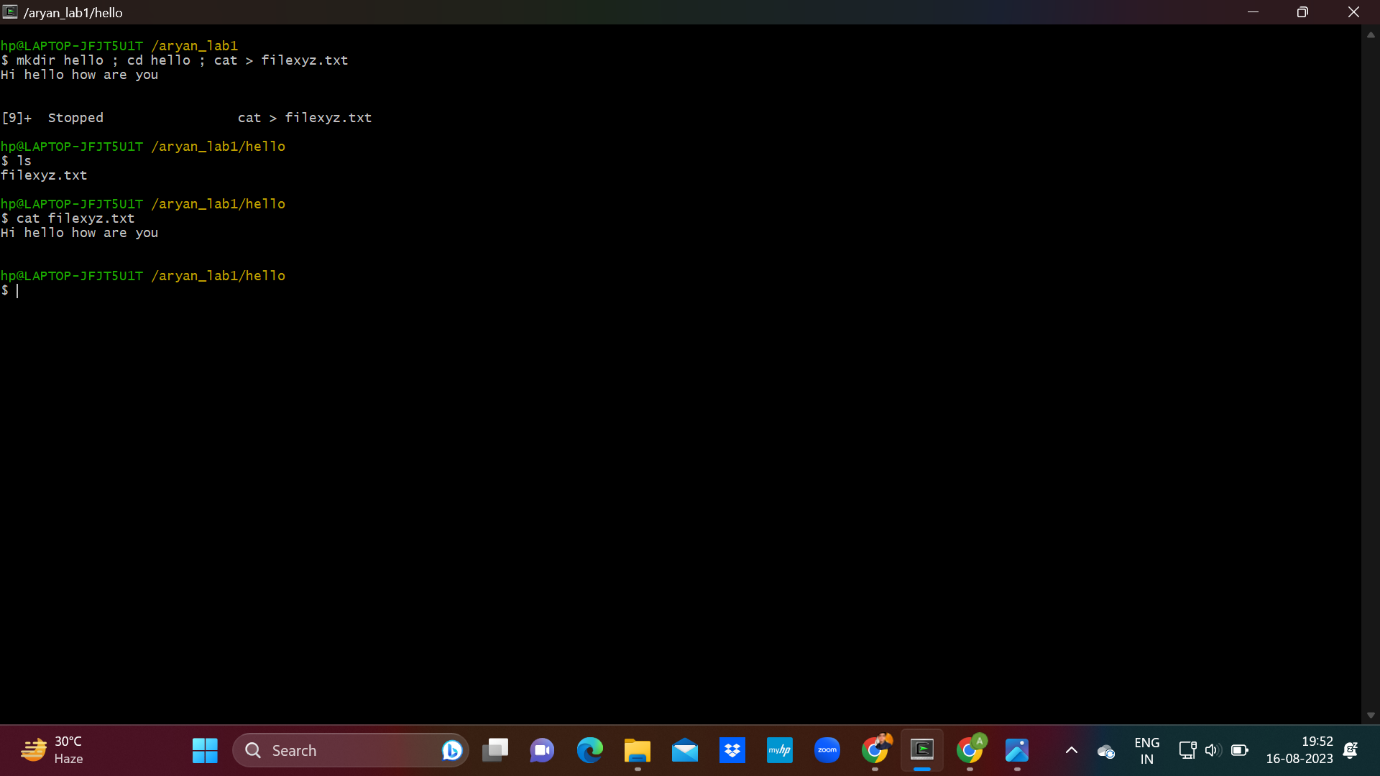 /aryan_lab1/hello
hp@LAPTOP-JFJT5U1T /aryan_lab1
$ mkdir hello ; cd hello ; cat > filexyz.txt
Hi hello how are you
[9]+  Stopped                 cat > filexyz.txt
hp@LAPTOP-JFJT5U1T /aryan_lab1/hello
$ ls
filexyz.txt
hp@LAPTOP-JFJT5U1T /aryan_lab1/hello
$ cat filexyz.txt
Hi hello how are you
hp@LAPTOP-JFJT5U1T /aryan_lab1/hello
$
30°C
Haze
Search
myhp
zoom
A
ENG
IN
19:52
16-08-2023